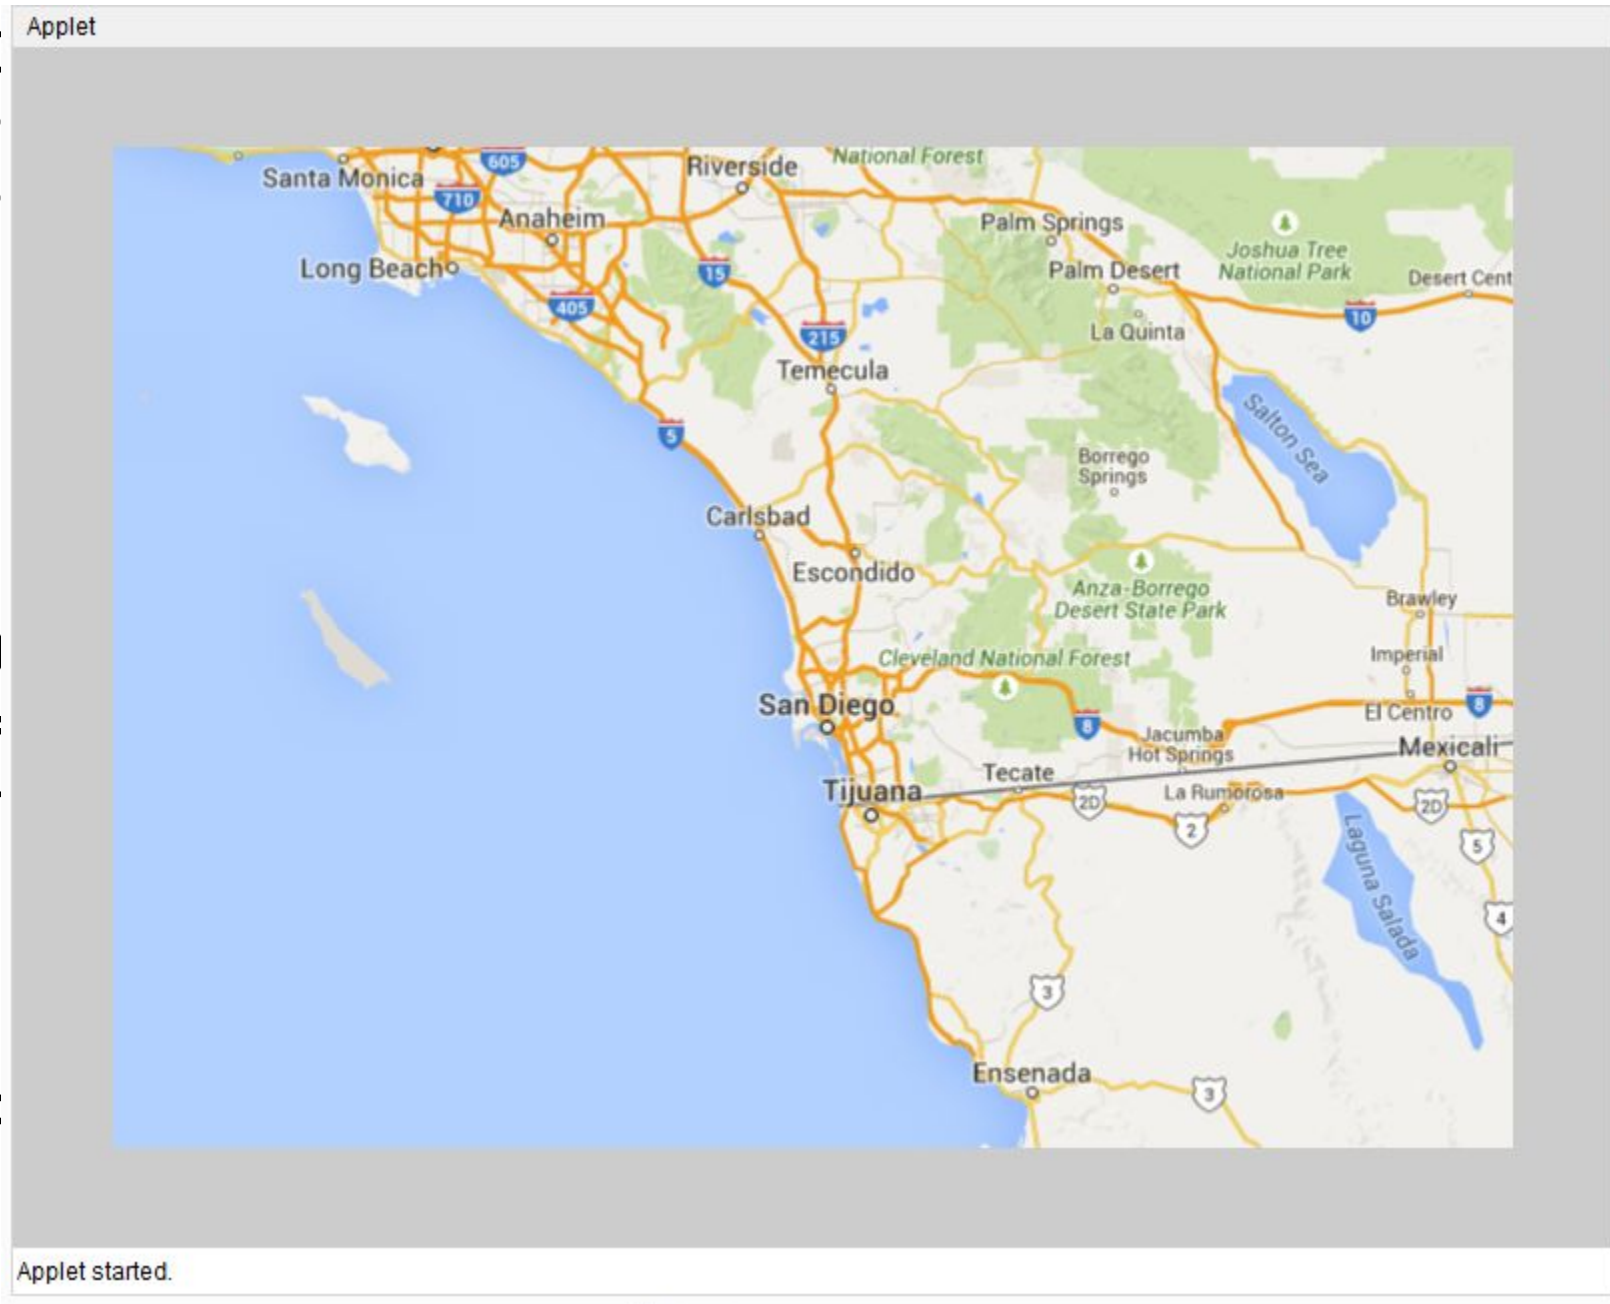 Applet
605
National Forest
Riverside
Santa Monica
710
Anaheim
Palm Springs
Joshua Tree
National Park
Long Beach
15
Palm Desert
Desert Cent
405
10
215
La Quinta
Temecula
Salton Sea
5
Borrego
Springs
Carlsbad
Escondido
Anza-Borrego
Desert State Park
Brawley
Cleveland National Forest
Imperial
San Diego
8
El Centro
8
Jacumba
Hot Springs
Mexicali
Tecate
Tijuana
2D
La Rumorosa
2D
2
5
Laguna Salada
4
3
Ensenada
3
Applet started.